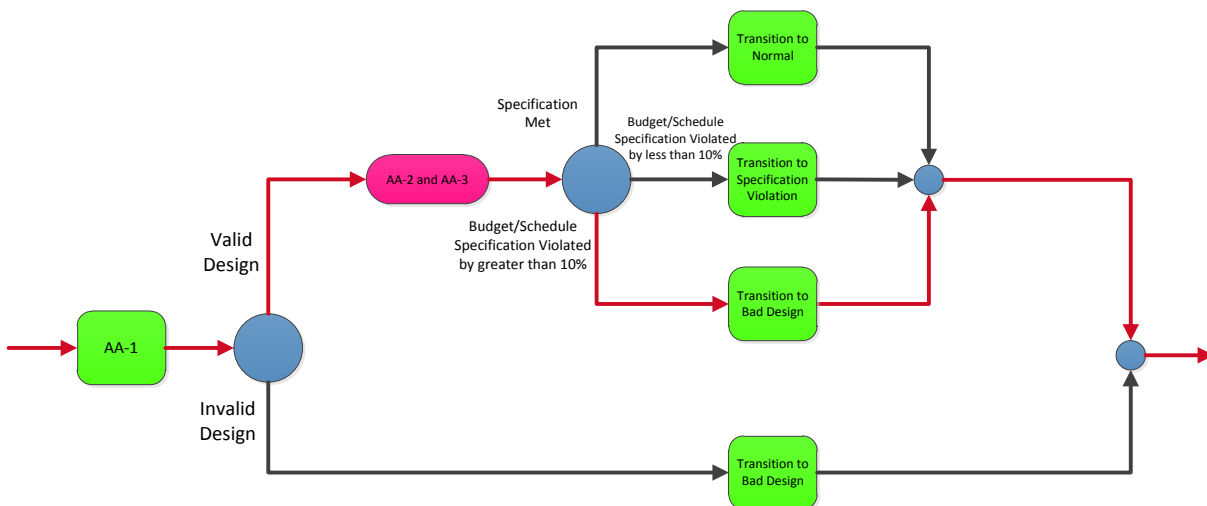 Transition to
Normal
Specification
Met
Budget/Schedule
Specification Violated
by less than 10%
Transition to
Specification
Violation
AA-2 and AA-3
Budget/Schedule
Specification Violated
by greater than 10%
Valid
Design
Transition to
Bad Design
AA-1
Invalid
Design
Transition to
Bad Design